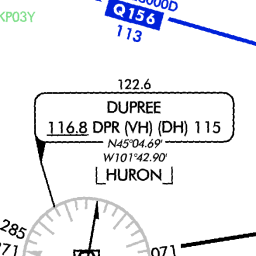 KP03Y
Q156
113
122.6
DUPREE
116.8 DPR (VH) (DH) 115
N45°04.69'
W101°42.90'
HURON
285
071